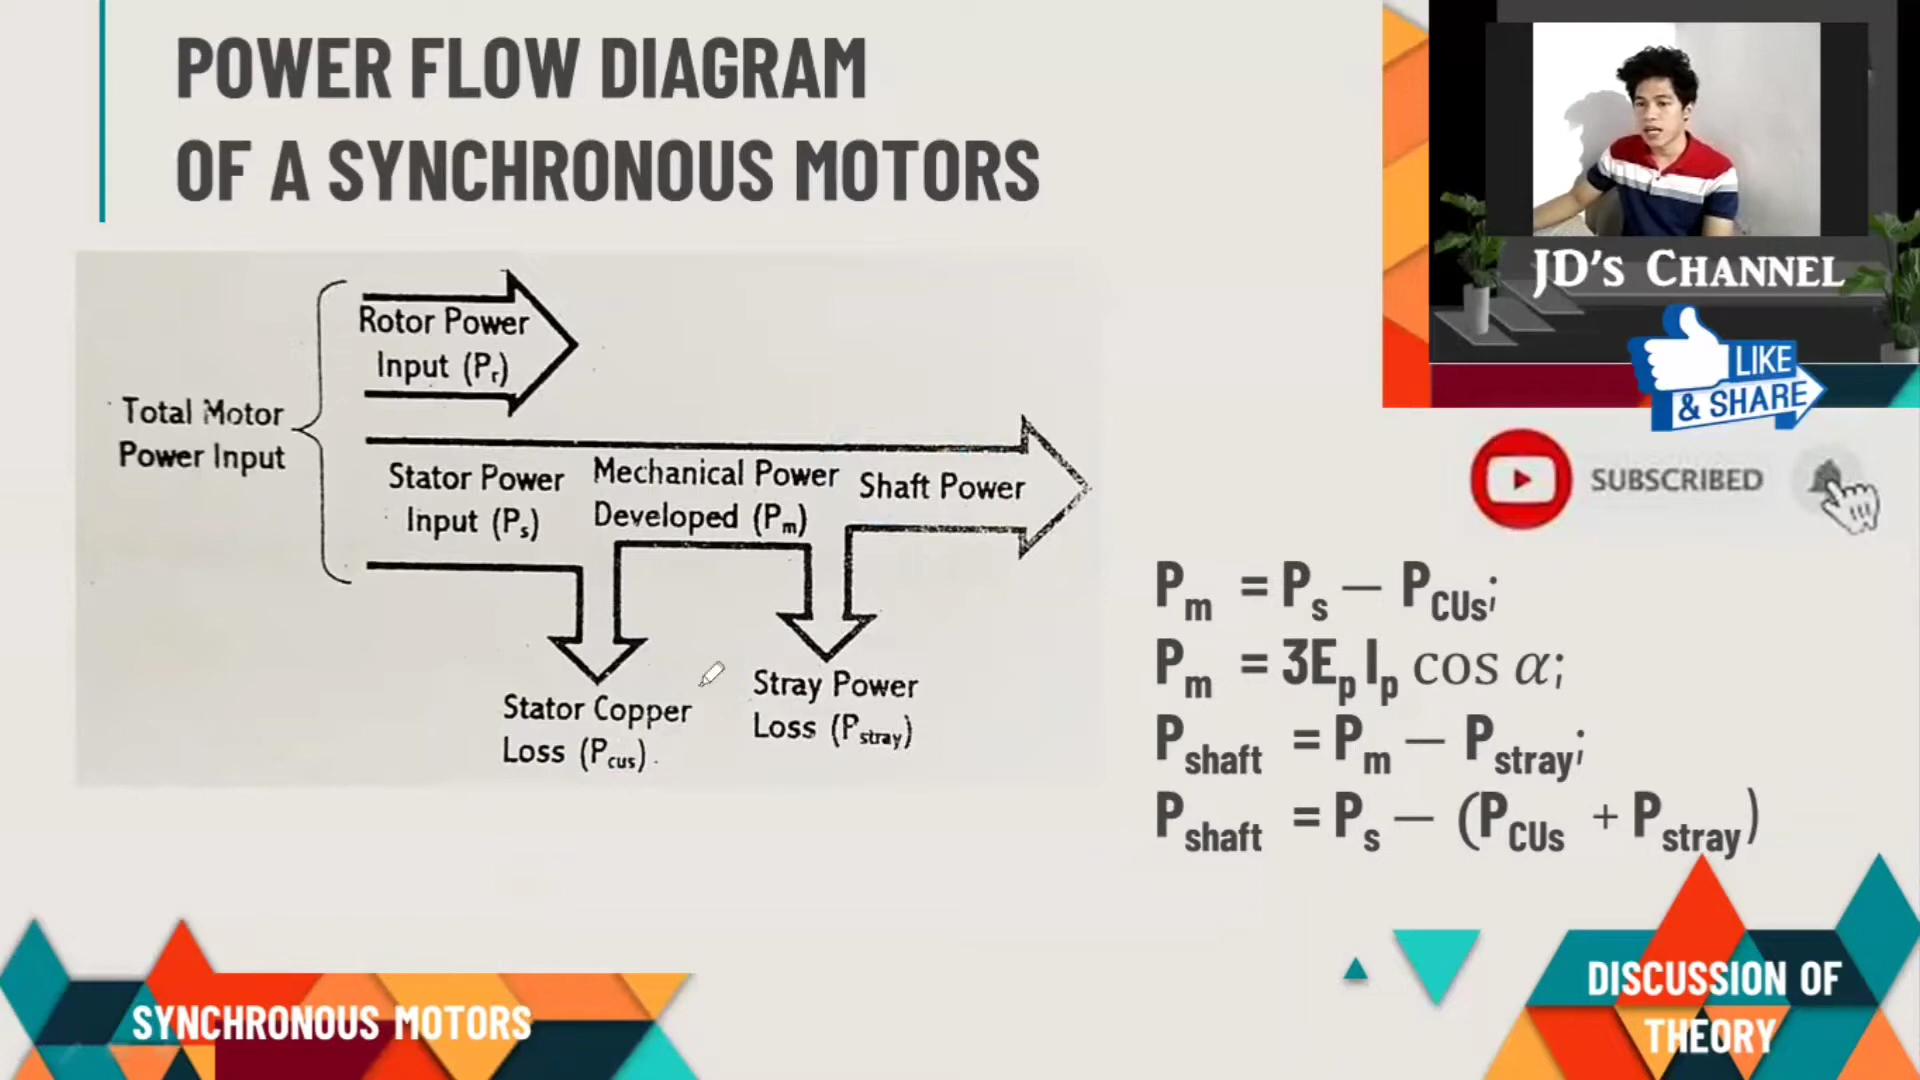 POWER FLOW DIAGRAM
OF A SYNCHRONOUS MOTORS
JD's CHANNEL
LIKE
& SHARE
SUBSCRIBED
Rotor Power
Input (Pr)
Total Motor
Power Input
Stator Power
Input (Ps)
Mechanical Power
Developed (Pm)
Shaft Power
Stator Copper
Loss (Pcus)
Stray Power
Loss (Pstray)
Pm = Ps – PCUs;
Pm = 3EpIp cos α;
Pshaft = Pm – Pstray;
Pshaft = Ps – (PCUs + Pstray)
SYNCHRONOUS MOTORS
DISCUSSION OF
THEORY